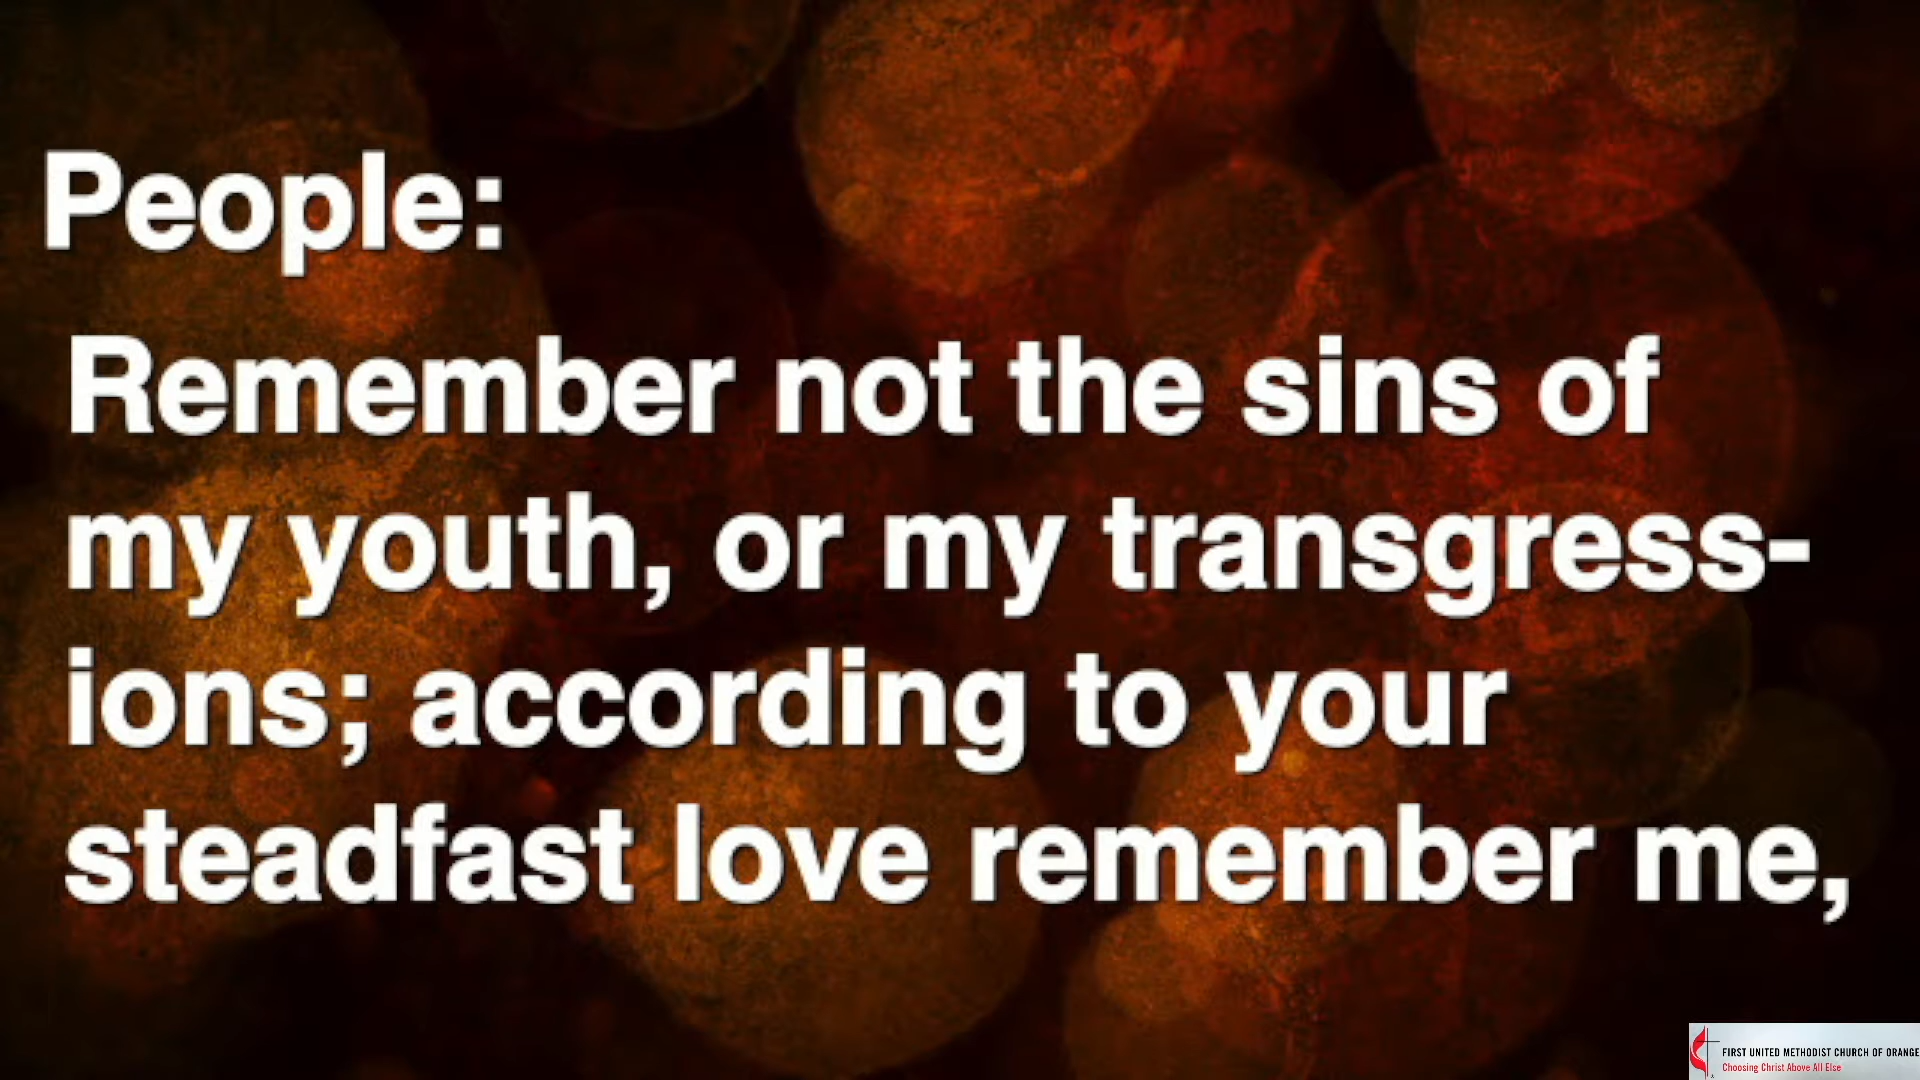 People:
Remember not the sins of
my youth, or my transgress-
ions; according to your
steadfast love remember me,
FIRST UNITED METHODIST CHURCH OF ORANGE
Choosing Christ Above All Else